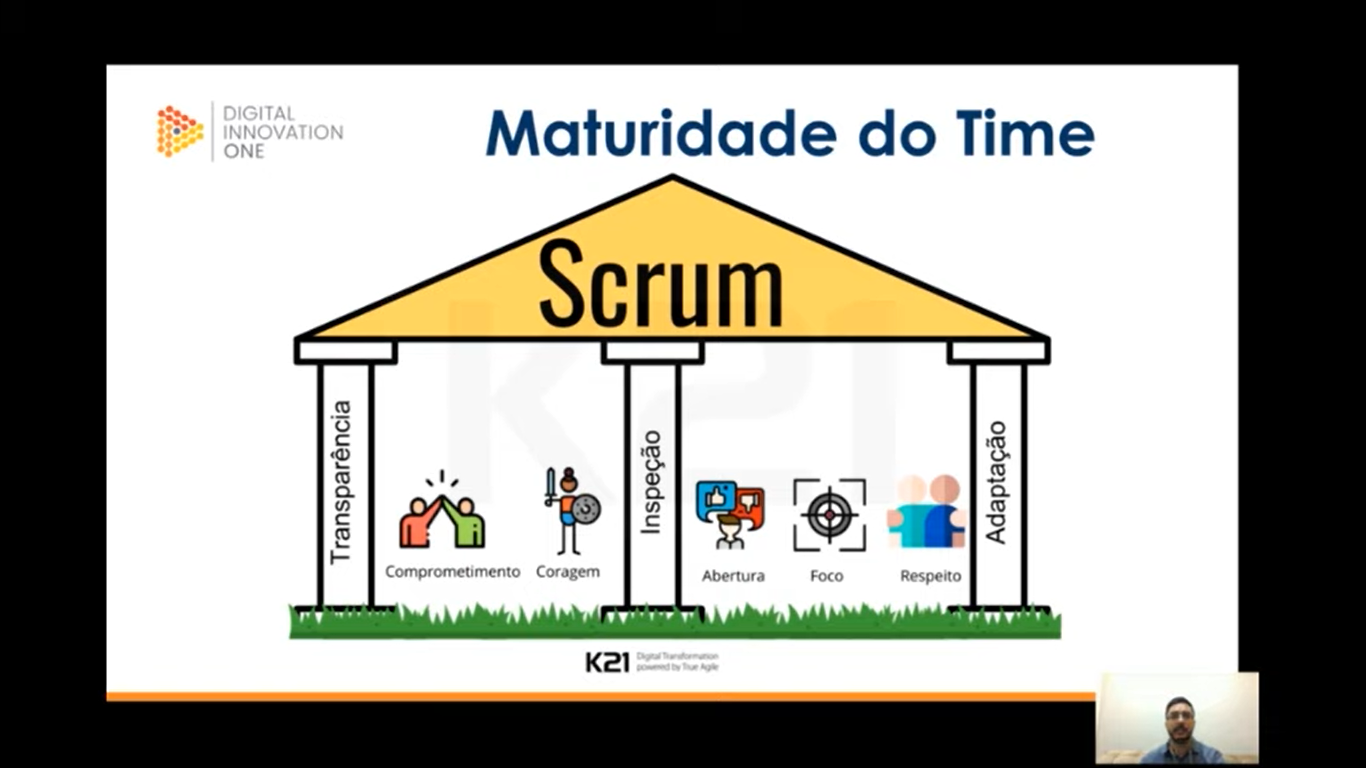 DIGITAL
INNOVATION
ONE
Maturidade do Time
Scrum
K21
Transparência
Inspeção
Adaptação
Comprometimento
Coragem
Abertura
Foco
Respeito
K21
Digital Transformation
powered by True Agile